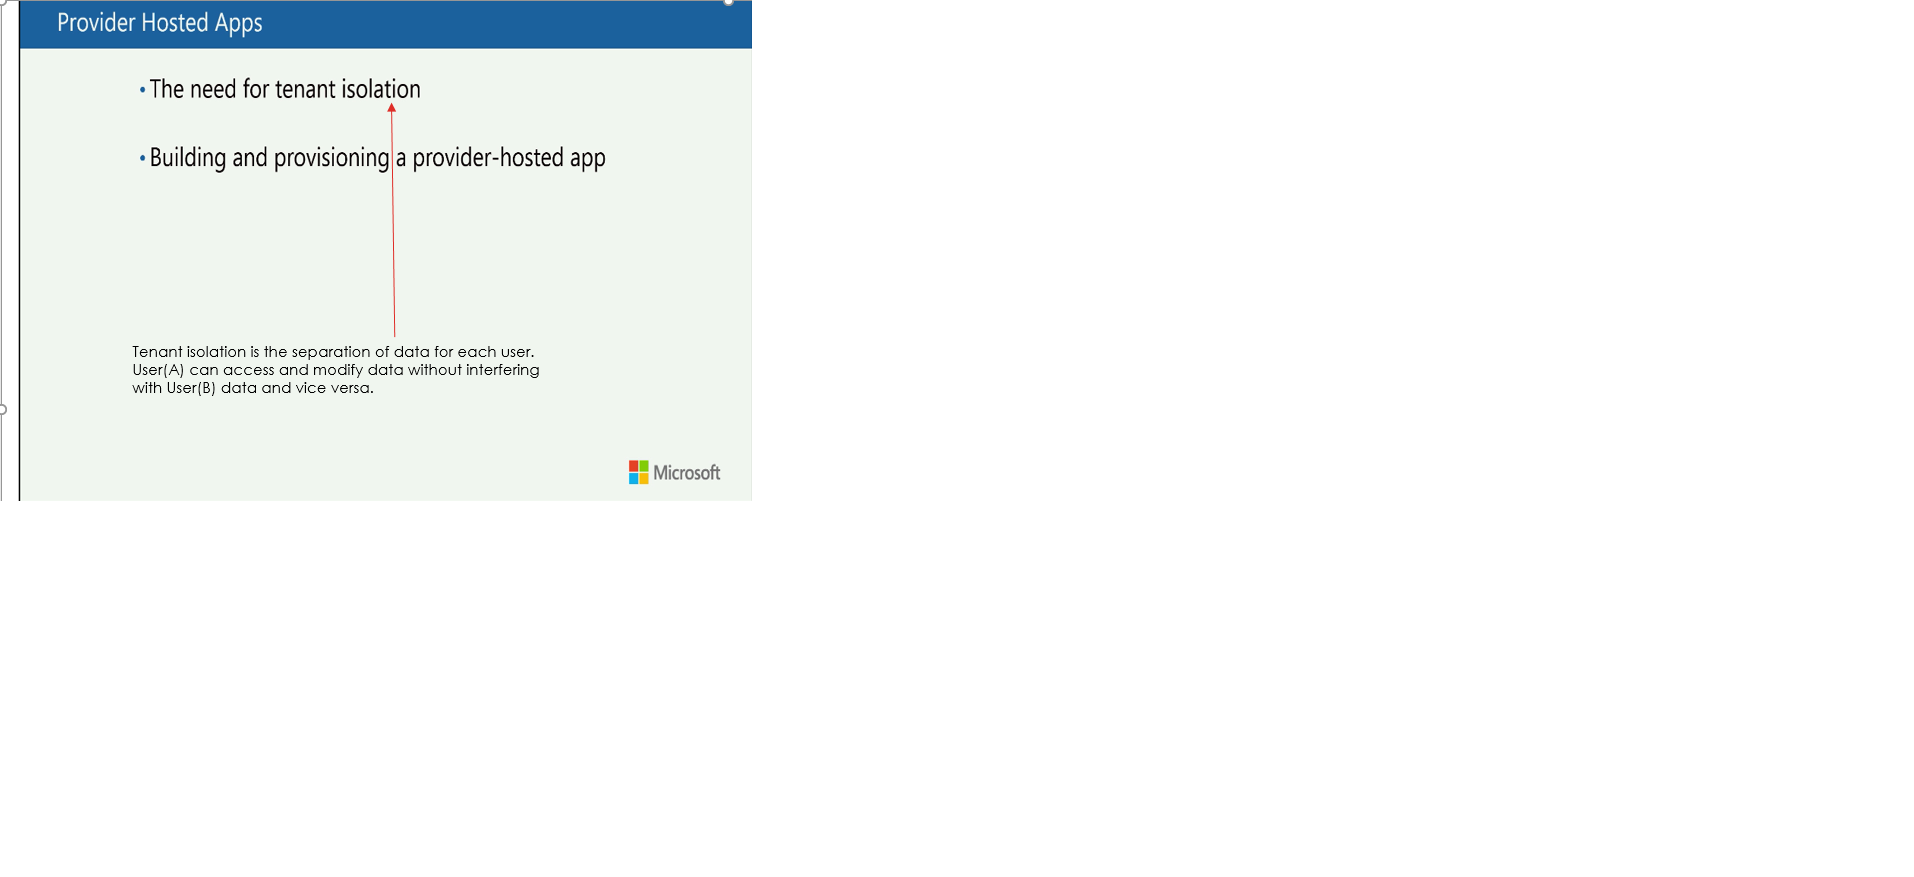 Provider Hosted Apps
• The need for tenant isolation
• Building and provisioning a provider-hosted app
Tenant isolation is the separation of data for each user.
User(A) can access and modify data without interfering
with User(B) data and vice versa.
Microsoft